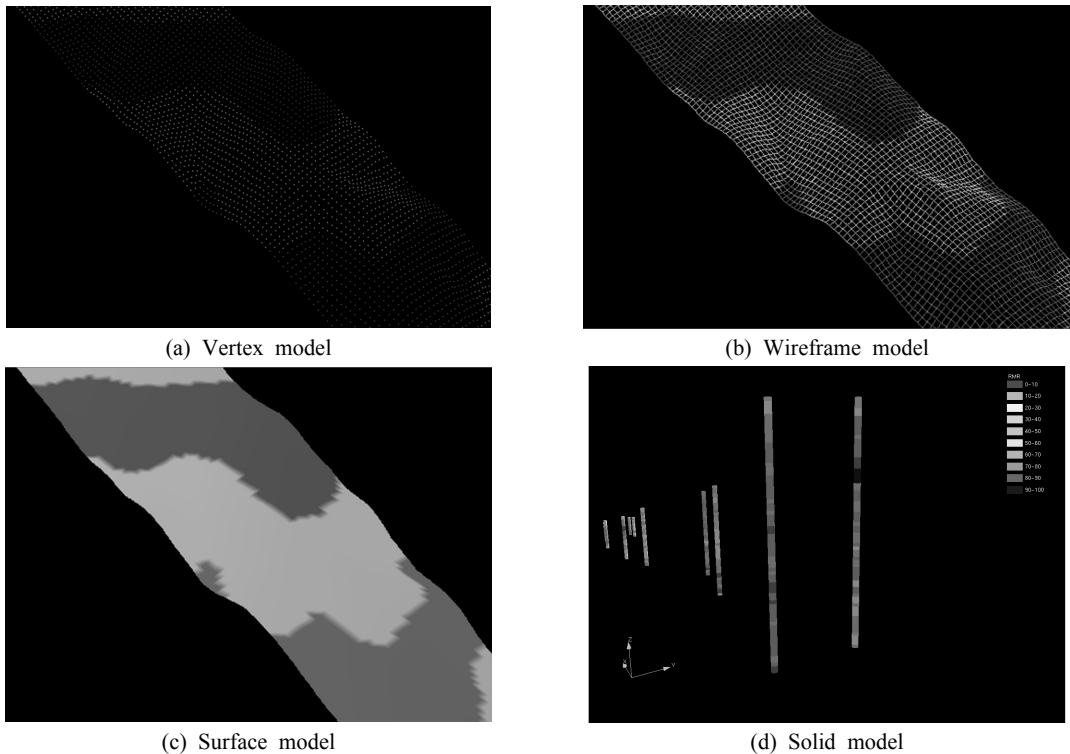 (a) Vertex model
(b) Wireframe model
RMR
0-10
10-20
20-30
30-40
40-50
50-60
60-70
70-80
80-90
90-100
Z
X
Y
(c) Surface model
(d) Solid model